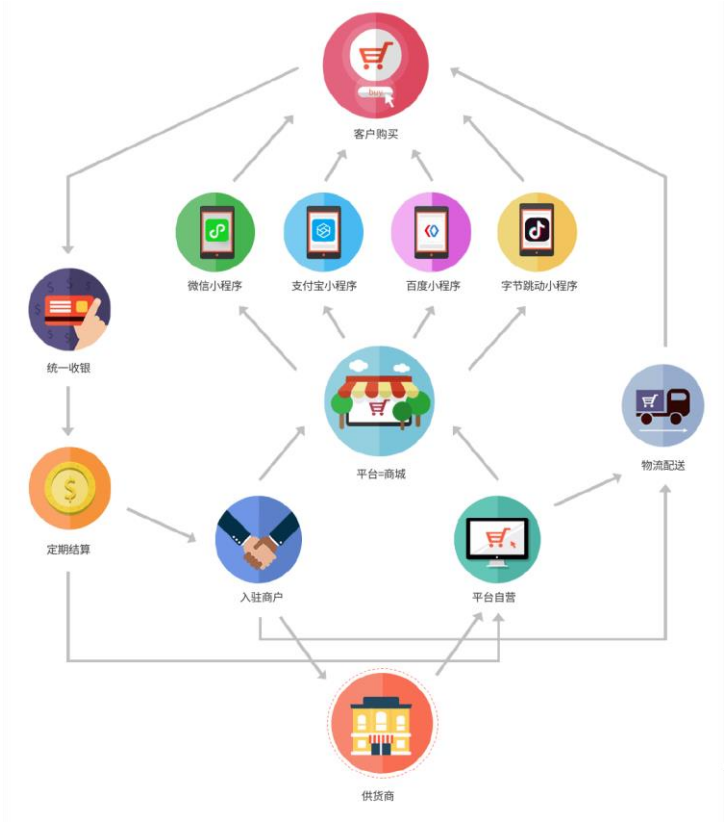 buy
客户购买
微信小程序
支付宝小程序
百度小程序
字节跳动小程序
统一收银
平台=商城
物流配送
定期结算
入驻商户
平台自营
供货商